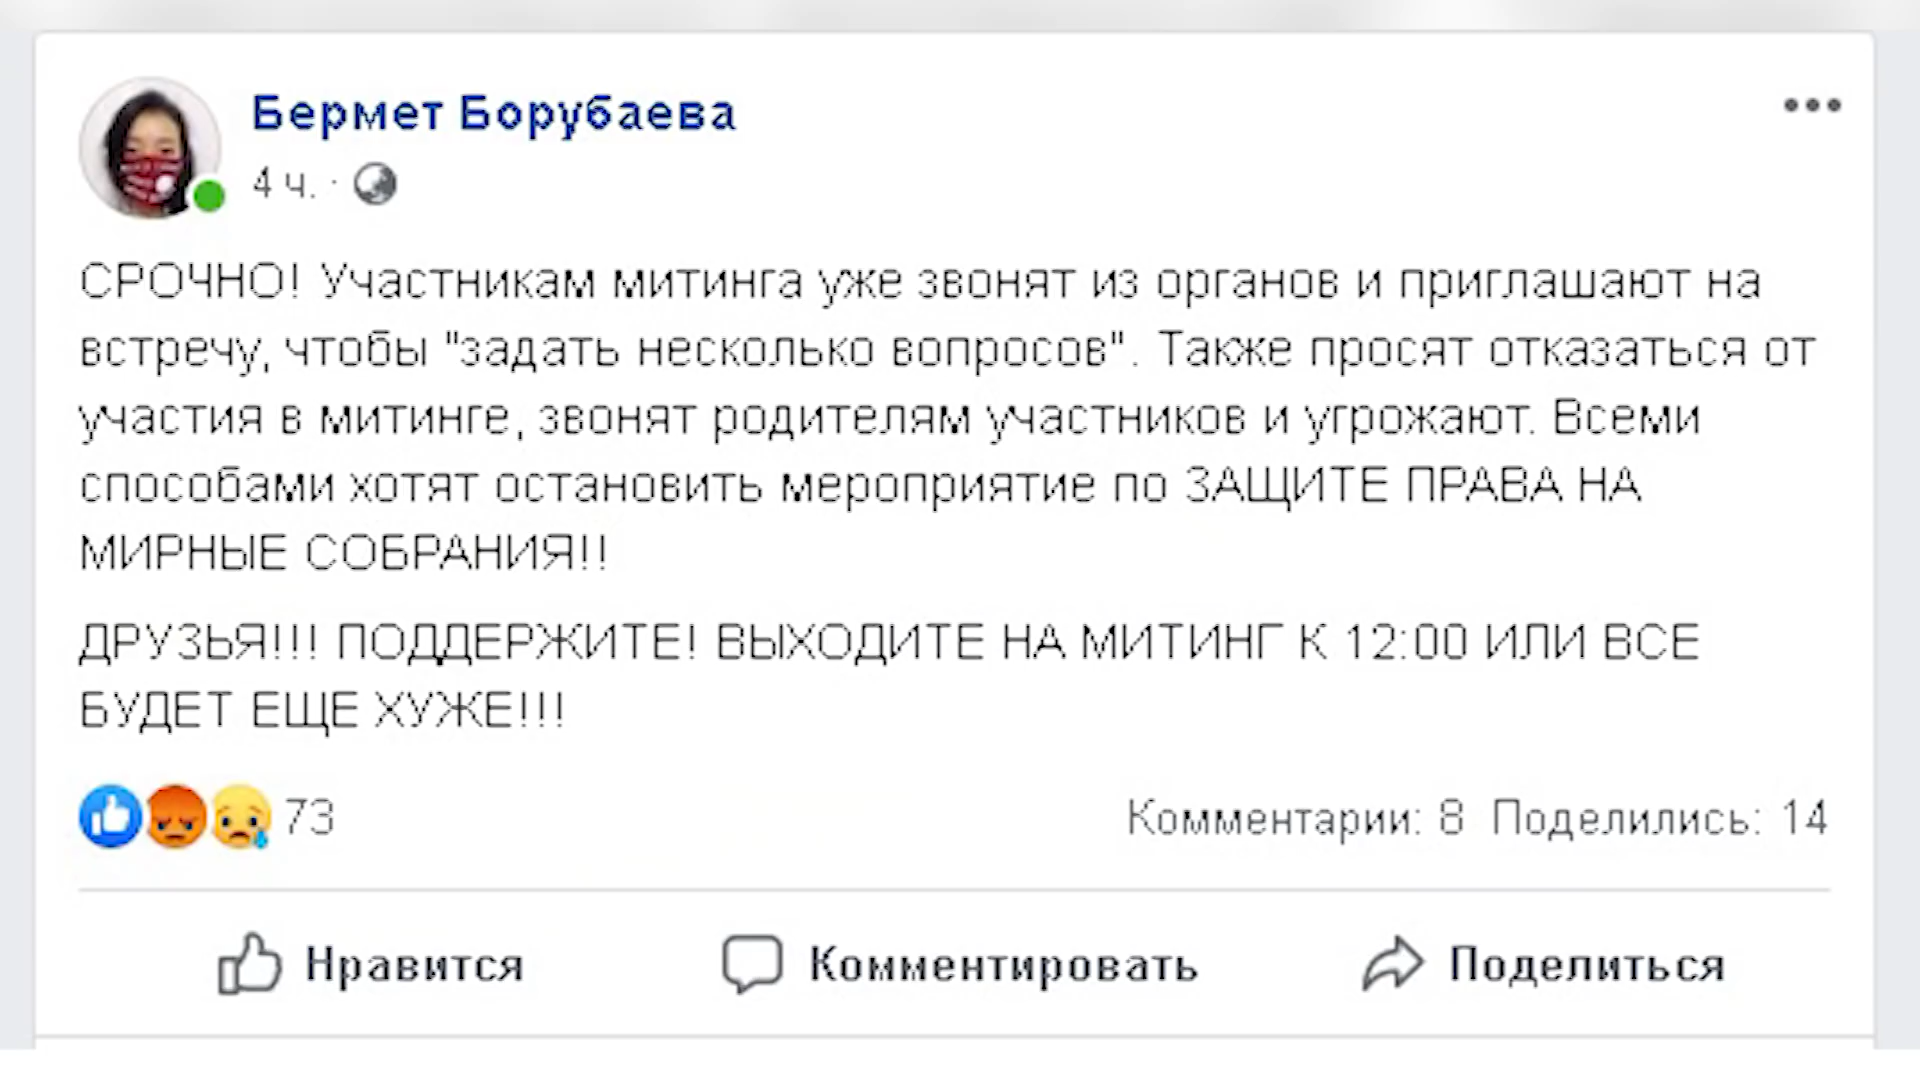 Бермет Борубаева
4 ч. ·
СРОЧНО! Участникам митинга уже звонят из органов и приглашают на
встречу, чтобы "задать несколько вопросов". Также просят отказаться от
участия в митинге, звонят родителям участников и угрожают. Всеми
способами хотят остановить мероприятие по ЗАЩИТЕ ПРАВА НА
МИРНЫЕ СОБРАНИЯ!!
ДРУЗЬЯ!!! ПОДДЕРЖИТЕ! ВЫХОДИТЕ НА МИТИНГ К 12:00 ИЛИ ВСЕ
БУДЕТ ЕЩЕ ХУЖЕ!!!
73 Комментарии: 8 Поделились: 14
Нравится Комментировать Поделиться